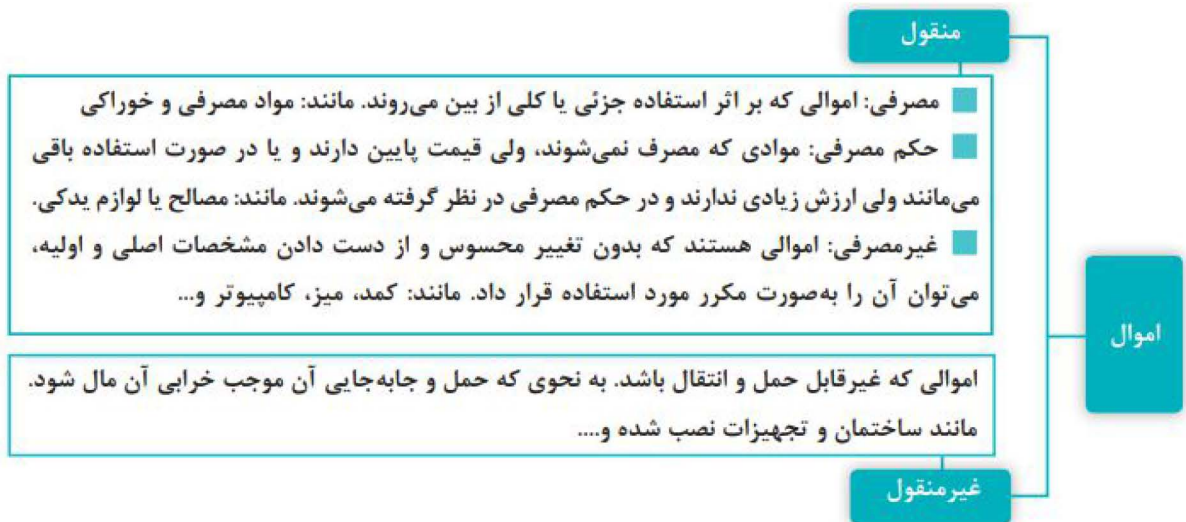 منقول
مصرفی: اموالی که بر اثر استفاده جزئی یا کلی از بین می‌روند. مانند: مواد مصرفی و خوراکی
حکم مصرفی: موادی که مصرف نمی‌شوند، ولی قیمت پایین دارند و یا در صورت استفاده باقی
می‌مانند ولی ارزش زیادی ندارند و در حکم مصرفی در نظر گرفته می‌شوند. مانند: مصالح یا لوازم یدکی.
غیرمصرفی: اموالی هستند که بدون تغییر محسوس و از دست دادن مشخصات اصلی و اولیه،
می‌توان آن را به‌صورت مکرر مورد استفاده قرار داد. مانند: کمد، میز، کامپیوتر و...
اموال
اموالی که غیرقابل حمل و انتقال باشد. به نحوی که حمل و جابه‌جایی آن موجب خرابی آن مال شود.
مانند ساختمان و تجهیزات نصب شده و....
غیرمنقول